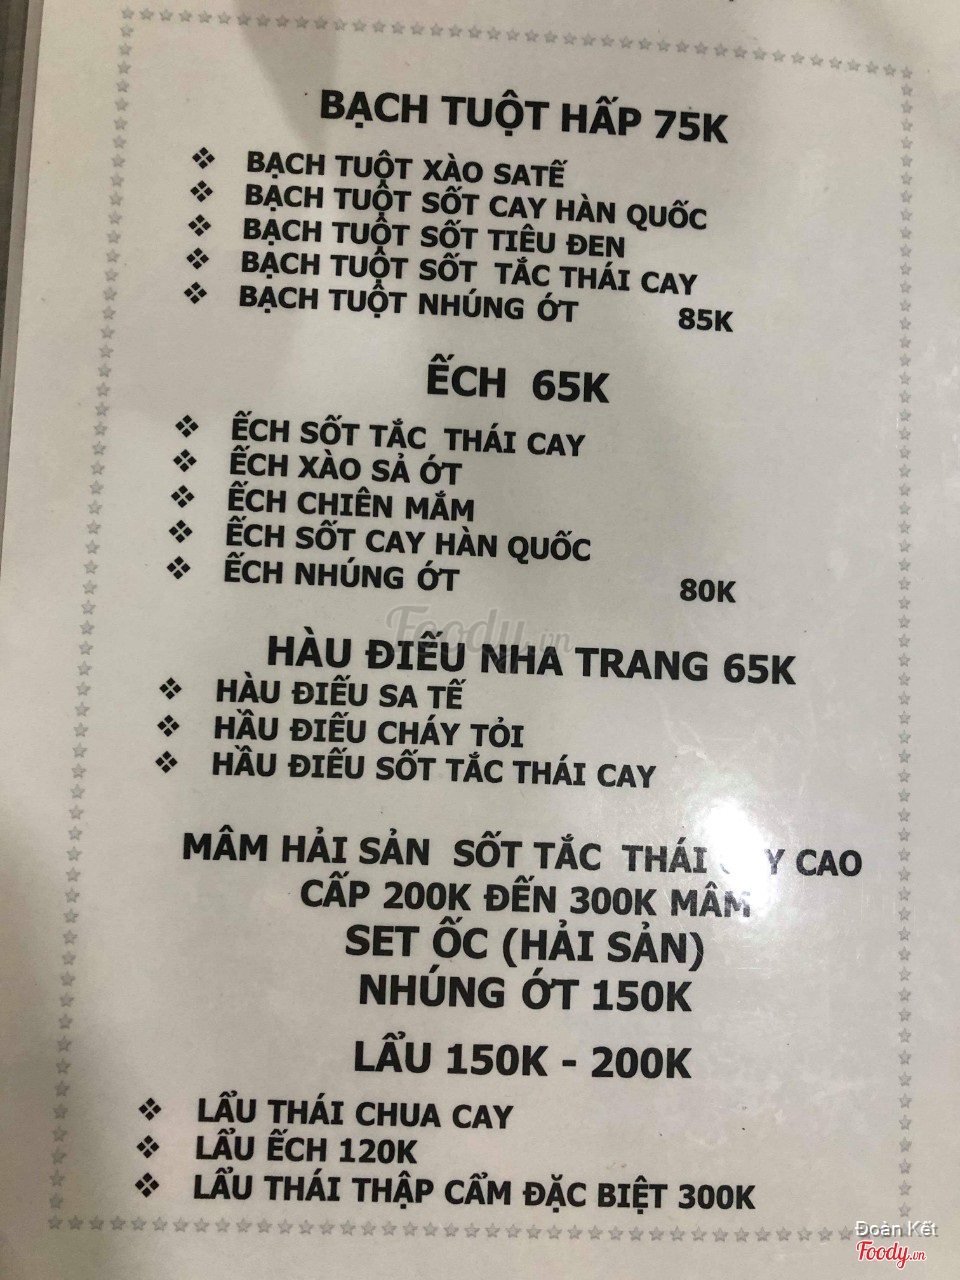 BẠCH TUỘT HẤP 75K
❖ BẠCH TUỘT XÀO SATẾ
❖ BẠCH TUỘT SỐT CAY HÀN QUỐC
❖ BẠCH TUỘT SỐT TIÊU ĐEN
❖ BẠCH TUỘT SỐT TẮC THÁI CAY
❖ BẠCH TUỘT NHÚNG ỚT 85K
ẾCH 65K
❖ ẾCH SỐT TẮC THÁI CAY
❖ ẾCH XÀO SẢ ỚT
❖ ẾCH CHIÊN MẮM
❖ ẾCH SỐT CAY HÀN QUỐC
❖ ẾCH NHÚNG ỚT 80K
Foody.vn
HÀU ĐIẾU NHA TRANG 65K
❖ HÀU ĐIẾU SA TẾ
❖ HẦU ĐIẾU CHÁY TỎI
❖ HẦU ĐIẾU SỐT TẮC THÁI CAY
MÂM HẢI SẢN SỐT TẮC THÁI CAO
CẤP 200K ĐẾN 300K MÂM
SET ỐC (HẢI SẢN)
NHÚNG ỚT 150K
LẨU 150K - 200K
❖ LẨU THÁI CHUA CAY
❖ LẨU ẾCH 120K
❖ LẨU THÁI THẬP CẨM ĐẶC BIỆT 300K
Đoàn Kết
Foody.vn